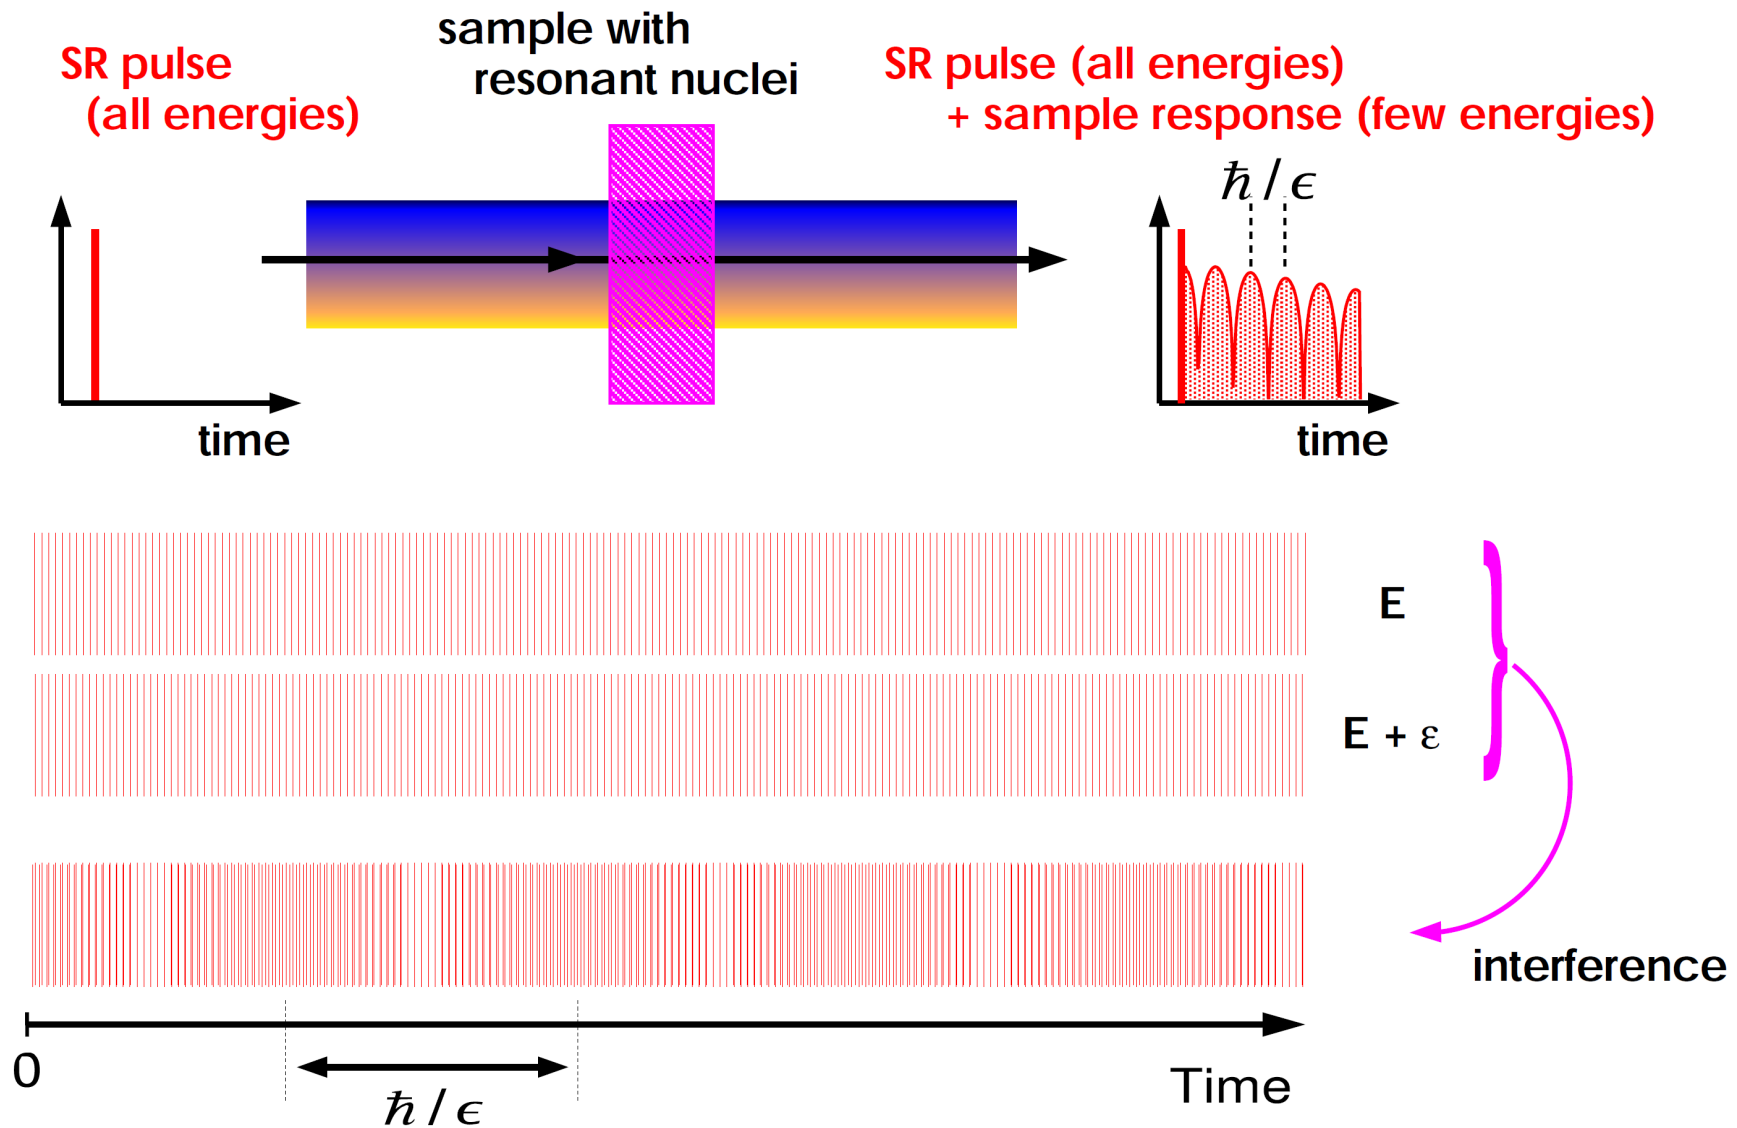 SR pulse
(all energies)
sample with
resonant nuclei
SR pulse (all energies)
+ sample response (few energies)
ħ / ϵ
time
time
E
E + ε
interference
0
Time
ħ / ϵ